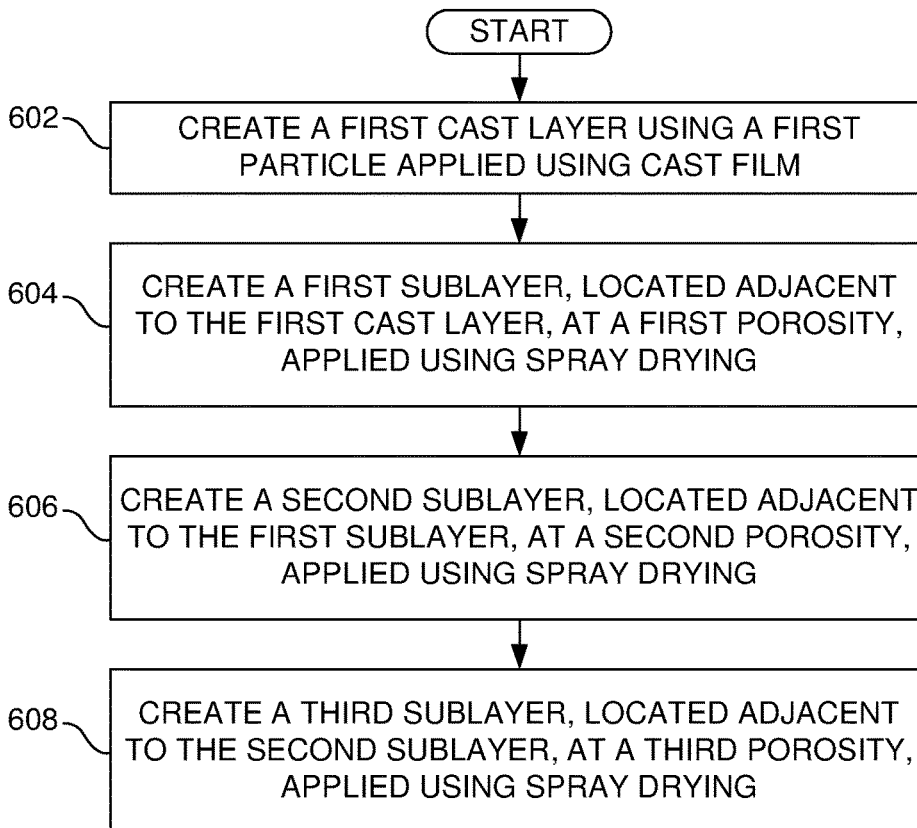 START
602
CREATE A FIRST CAST LAYER USING A FIRST
PARTICLE APPLIED USING CAST FILM
604
CREATE A FIRST SUBLAYER, LOCATED ADJACENT
TO THE FIRST CAST LAYER, AT A FIRST POROSITY,
APPLIED USING SPRAY DRYING
606
CREATE A SECOND SUBLAYER, LOCATED ADJACENT
TO THE FIRST SUBLAYER, AT A SECOND POROSITY,
APPLIED USING SPRAY DRYING
608
CREATE A THIRD SUBLAYER, LOCATED ADJACENT
TO THE SECOND SUBLAYER, AT A THIRD POROSITY,
APPLIED USING SPRAY DRYING